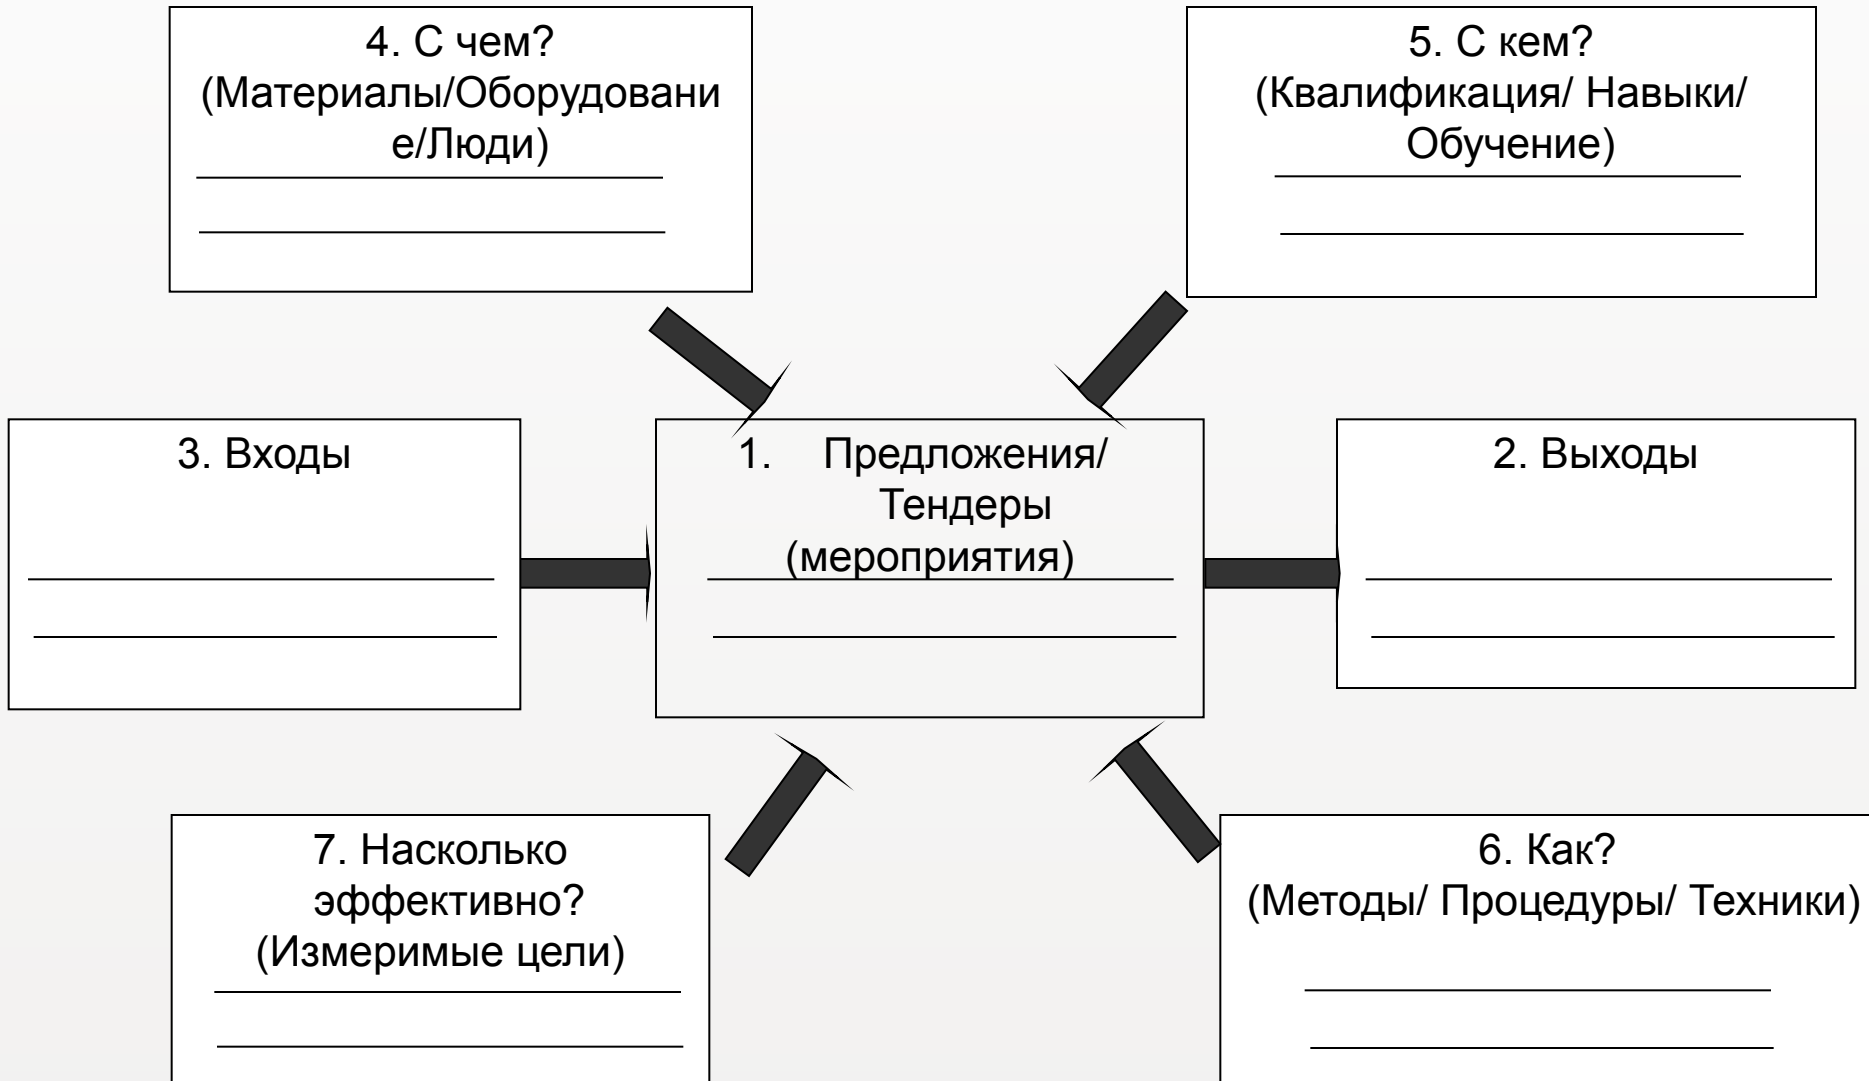 4. С чем?
(Материалы/Оборудовани
е/Люди)
5. С кем?
(Квалификация/ Навыки/
Обучение)
3. Входы
1. Предложения/
Тендеры
(мероприятия)
2. Выходы
7. Насколько
эффективно?
(Измеримые цели)
6. Как?
(Методы/ Процедуры/ Техники)